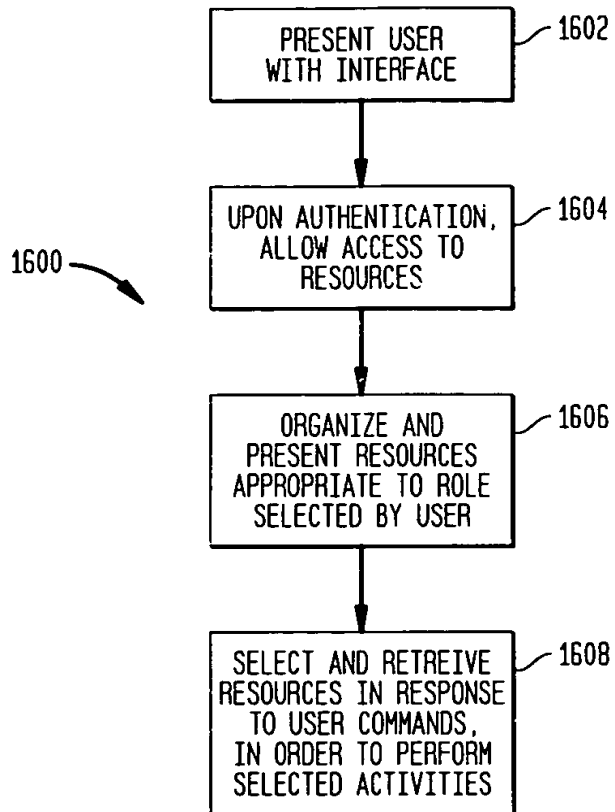 PRESENT USER
WITH INTERFACE
1602
UPON AUTHENTICATION,
ALLOW ACCESS TO
RESOURCES
1604
1600
ORGANIZE AND
PRESENT RESOURCES
APPROPRIATE TO ROLE
SELECTED BY USER
1606
SELECT AND RETREIVE
RESOURCES IN RESPONSE
TO USER COMMANDS,
IN ORDER TO PERFORM
SELECTED ACTIVITIES
1608